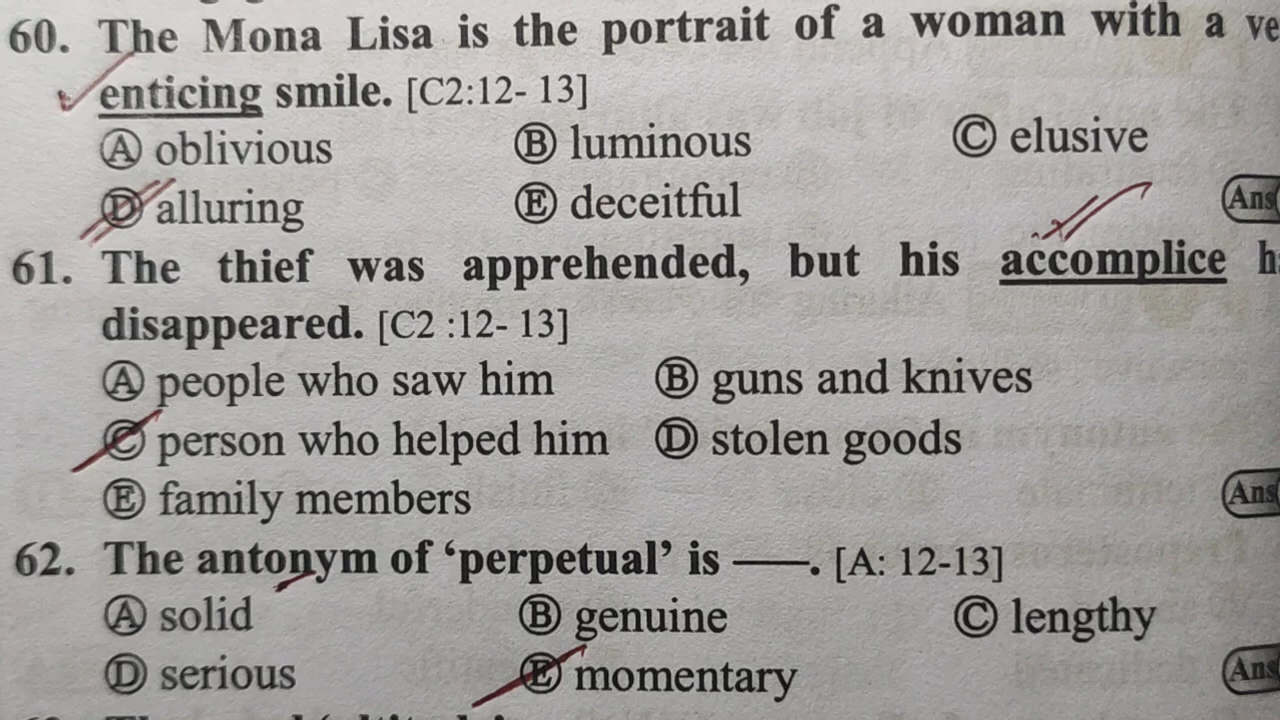 60. The Mona Lisa is the portrait of a woman with a
enticing smile. [C2:12- 13]
Ⓐ oblivious Ⓑ luminous Ⓒ elusive
Ⓓ alluring Ⓔ deceitful Ans
61. The thief was apprehended, but his accomplice
disappeared. [C2 :12- 13]
Ⓐ people who saw him Ⓑ guns and knives
Ⓒ person who helped him Ⓓ stolen goods
Ⓔ family members Ans
62. The antonym of ‘perpetual’ is ——. [A: 12-13]
Ⓐ solid Ⓑ genuine Ⓒ lengthy
Ⓓ serious Ⓔ momentary Ans